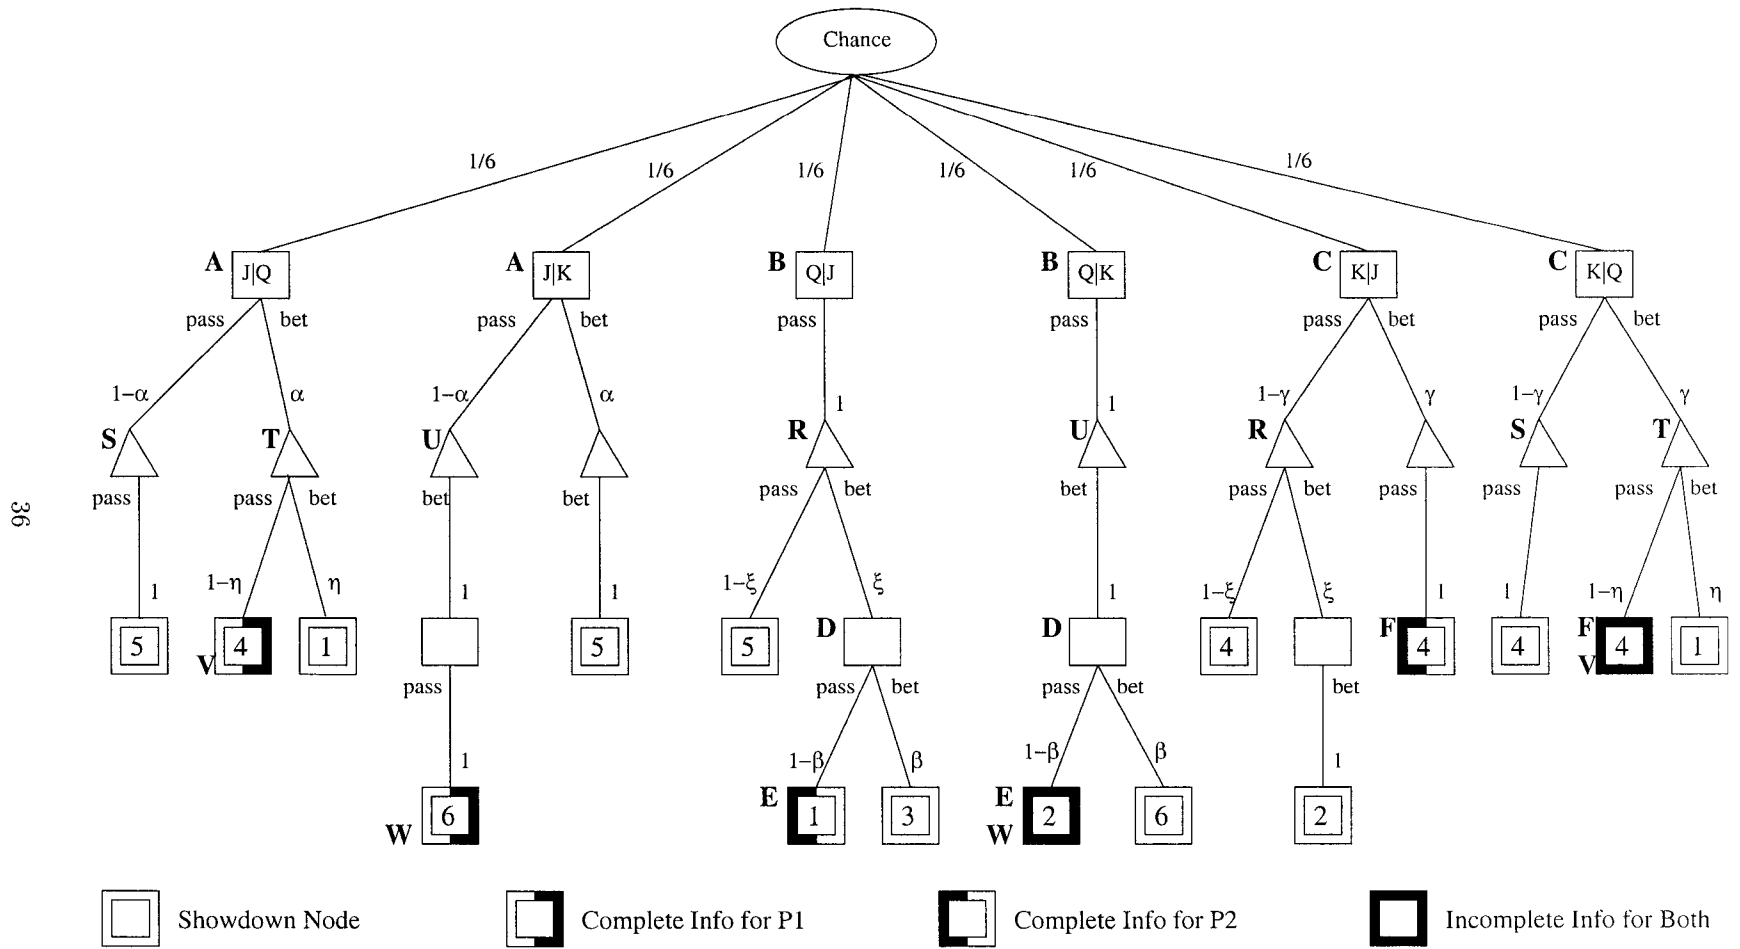 Chance
1/6 1/6 1/6 1/6 1/6 1/6
A J|Q A J|K B Q|J B Q|K C K|J C K|Q
pass bet pass bet pass pass pass bet pass bet
1−α α 1−α α 1 1 1−γ γ 1−γ γ
S T U R U R S T
pass pass bet bet bet pass bet bet pass bet pass pass pass bet
1 1−η η 1 1 1−ξ ξ 1 1−ξ ξ 1 1 1−η η
5 V 4 1 5 5 D D 4 F 4 4 F V 4 1
pass pass bet pass bet bet
1 1−β β 1−β β 1
W 6 E 1 3 E W 2 6 2
Showdown Node
Complete Info for P1
Complete Info for P2
Incomplete Info for Both
36